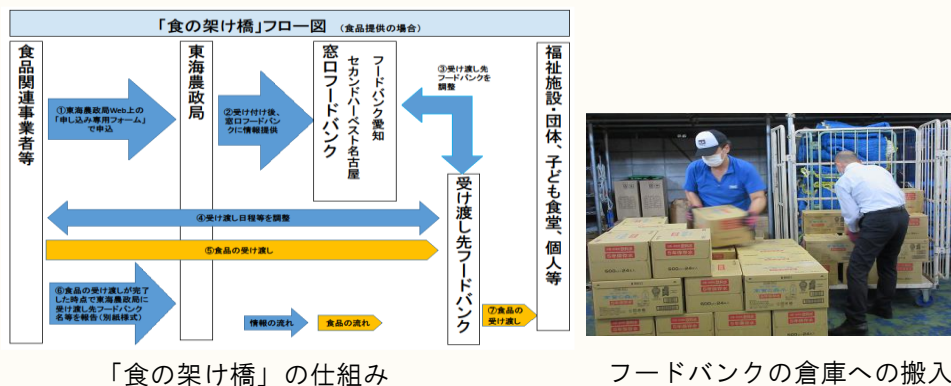 「食の架け橋」フロー図 (食品提供の場合)
食品関連事業者等
東海農政局
窓口フードバンク
セカンドハーベスト名古屋
フードバンク愛知
③受け渡し先
フードバンクを
調整
福祉施設・団体、子ども食堂、個人等
①東海農政局Web上の
「申し込み専用フォーム」
で申込
②受け付け後、
窓口フードバン
クに情報提供
受け渡し先フードバンク
④受け渡し日程等を調整
⑤食品の受け渡し
⑥食品の受け渡しが完了
した時点で東海農政局に
受け渡し先フードバンク
名等を報告(別紙様式)
情報の流れ
食品の流れ
⑦食品の
受け渡し
「食の架け橋」の仕組み
フードバンクの倉庫への搬入